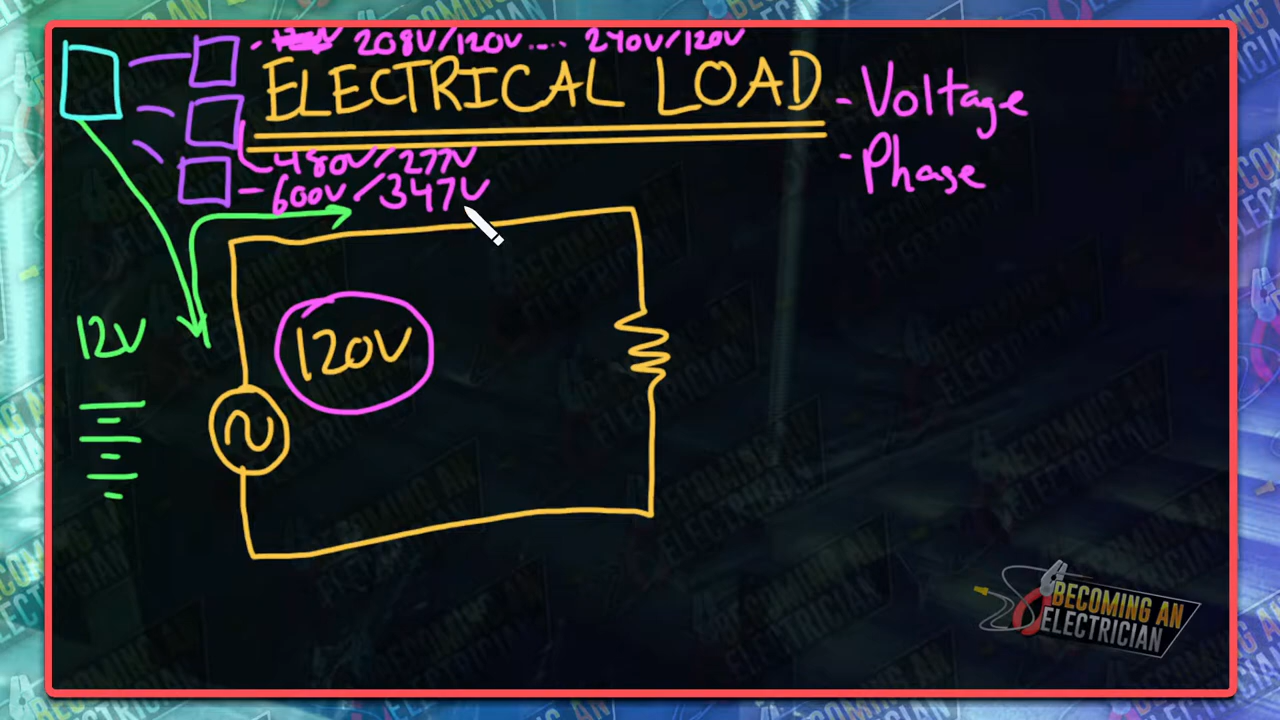 208V/120V.... 240V/120V
ELECTRICAL LOAD
- Voltage
- Phase
480V/277V
- 600V/347V
12V
120V
BECOMING AN
ELECTRICIAN